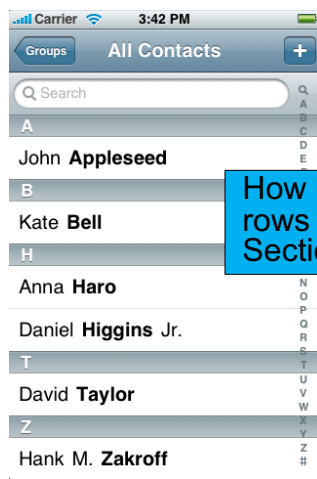 Carrier 3:42 PM
Groups All Contacts +
Search
A
John Appleseed
B
Kate Bell
H
Anna Haro
Daniel Higgins Jr.
T
David Taylor
Z
Hank M. Zakroff
How
rows
A
B
C
D
E
N
O
P
Q
R
S
T
U
V
W
X
Y
Z
#